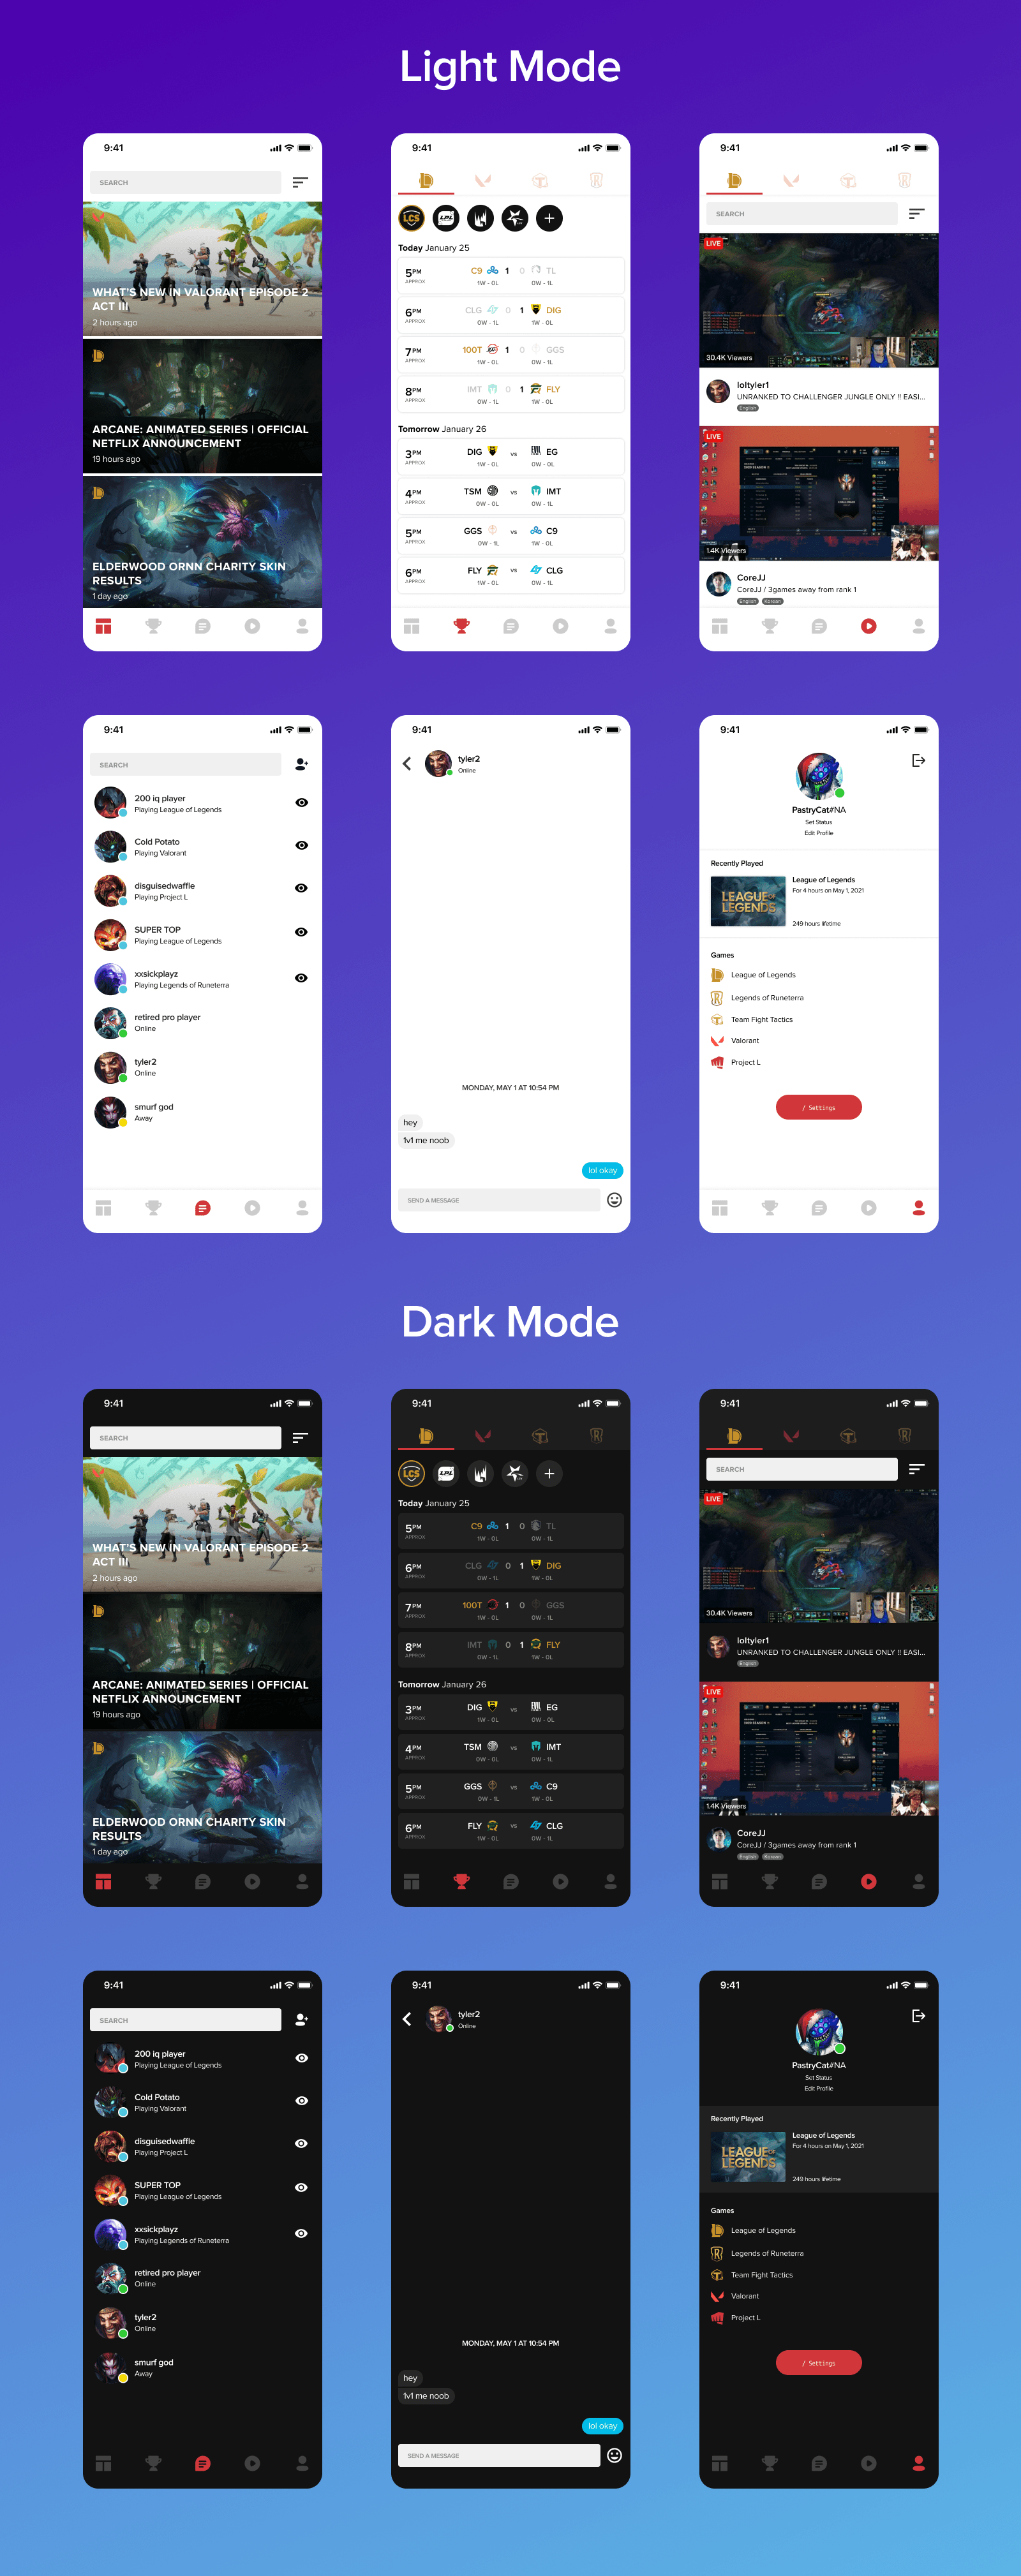 Light Mode
9:41
SEARCH
WHAT'S NEW IN VALORANT EPISODE 2
ACT III
2 hours ago
ARCANE: ANIMATED SERIES | OFFICIAL
NETFLIX ANNOUNCEMENT
19 hours ago
ELDERWOOD ORNN CHARITY SKIN
RESULTS
1 day ago
9:41
LCS
LPL
Today January 25
5PM C9 1 0 TL
APPROX 1W - 0L 0W - 1L
6PM CLG 0 1 DIG
APPROX 0W - 1L 1W - 0L
7PM 100T 1 0 GGS
APPROX 1W - 0L 0W - 1L
8PM IMT 0 1 FLY
APPROX 0W - 1L 1W - 0L
Tomorrow January 26
3PM DIG vs EG
APPROX 1W - 0L 0W - 0L
4PM TSM vs IMT
APPROX 0W - 0L 0W - 1L
5PM GGS vs C9
APPROX 0W - 1L 1W - 0L
6PM FLY vs CLG
APPROX 1W - 0L 0W - 1L
9:41
SEARCH
LIVE
30.4K Viewers
loltyler1
UNRANKED TO CHALLENGER JUNGLE ONLY !! EASI...
English
LIVE
1.4K Viewers
CoreJJ
CoreJJ / 3games away from rank 1
English Korean
9:41
SEARCH
200 iq player
Playing League of Legends
Cold Potato
Playing Valorant
disguisedwaffle
Playing Project L
SUPER TOP
Playing League of Legends
xxsickplayz
Playing Legends of Runeterra
retired pro player
Online
tyler2
Online
smurf god
Away
9:41
tyler2
Online
MONDAY, MAY 1 AT 10:54 PM
hey
1v1 me noob
lol okay
SEND A MESSAGE
9:41
PastryCat#NA
Set Status
Edit Profile
Recently Played
LEAGUE OF
LEGENDS
League of Legends
For 4 hours on May 1, 2021
249 hours lifetime
Games
League of Legends
Legends of Runeterra
Team Fight Tactics
Valorant
Project L
/ Settings
Dark Mode
9:41
SEARCH
WHAT'S NEW IN VALORANT EPISODE 2
ACT III
2 hours ago
ARCANE: ANIMATED SERIES | OFFICIAL
NETFLIX ANNOUNCEMENT
19 hours ago
ELDERWOOD ORNN CHARITY SKIN
RESULTS
1 day ago
9:41
LCS
LPL
Today January 25
5PM C9 1 0 TL
APPROX 1W - 0L 0W - 1L
6PM CLG 0 1 DIG
APPROX 0W - 1L 1W - 0L
7PM 100T 1 0 GGS
APPROX 1W - 0L 0W - 1L
8PM IMT 0 1 FLY
APPROX 0W - 1L 1W - 0L
Tomorrow January 26
3PM DIG vs EG
APPROX 1W - 0L 0W - 0L
4PM TSM vs IMT
APPROX 0W - 0L 0W - 1L
5PM GGS vs C9
APPROX 0W - 1L 1W - 0L
6PM FLY vs CLG
APPROX 1W - 0L 0W - 1L
9:41
SEARCH
LIVE
30.4K Viewers
loltyler1
UNRANKED TO CHALLENGER JUNGLE ONLY !! EASI...
English
LIVE
1.4K Viewers
CoreJJ
CoreJJ / 3games away from rank 1
English Korean
9:41
SEARCH
200 iq player
Playing League of Legends
Cold Potato
Playing Valorant
disguisedwaffle
Playing Project L
SUPER TOP
Playing League of Legends
xxsickplayz
Playing Legends of Runeterra
retired pro player
Online
tyler2
Online
smurf god
Away
9:41
tyler2
Online
MONDAY, MAY 1 AT 10:54 PM
hey
1v1 me noob
lol okay
SEND A MESSAGE
9:41
PastryCat#NA
Set Status
Edit Profile
Recently Played
LEAGUE OF
LEGENDS
League of Legends
For 4 hours on May 1, 2021
249 hours lifetime
Games
League of Legends
Legends of Runeterra
Team Fight Tactics
Valorant
Project L
/ Settings